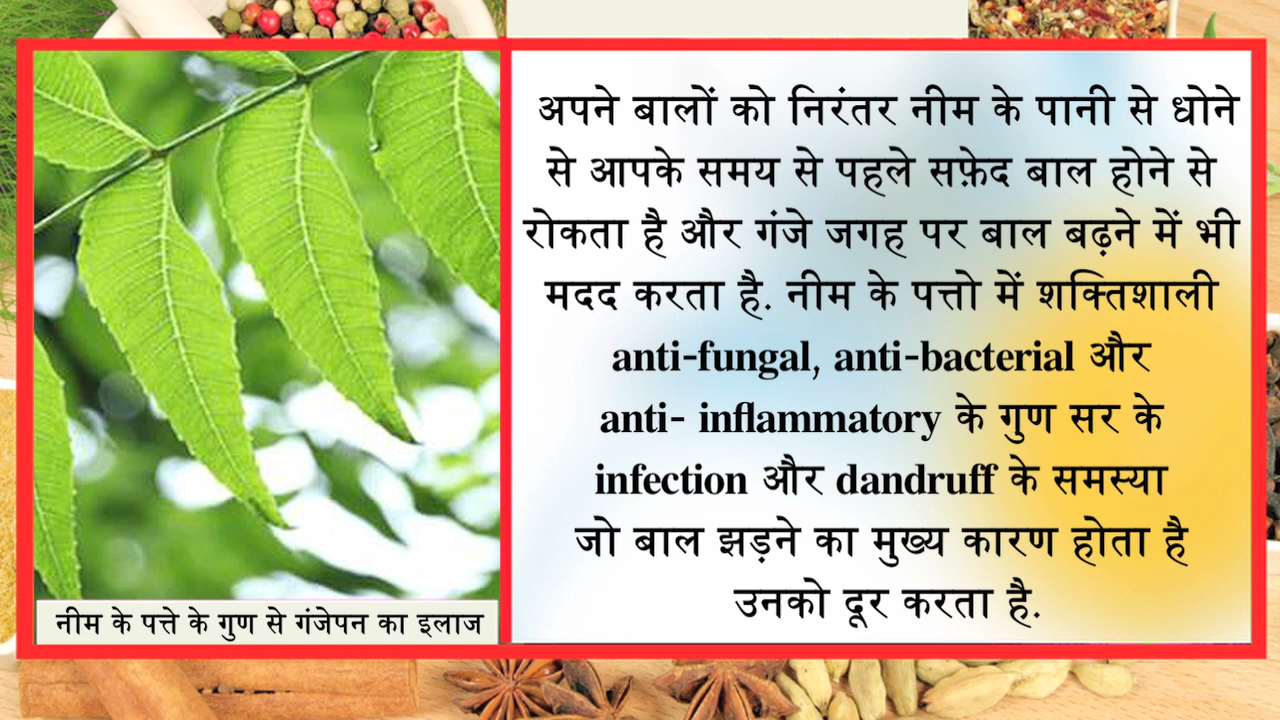 अपने बालों को निरंतर नीम के पानी से धोने
से आपके समय से पहले सफ़ेद बाल होने से
रोकता है और गंजे जगह पर बाल बढ़ने में भी
मदद करता है. नीम के पत्तो में शक्तिशाली
anti-fungal, anti-bacterial और
anti- inflammatory के गुण सर के
infection और dandruff के समस्या
जो बाल झड़ने का मुख्य कारण होता है
उनको दूर करता है.
नीम के पत्ते के गुण से गंजेपन का इलाज